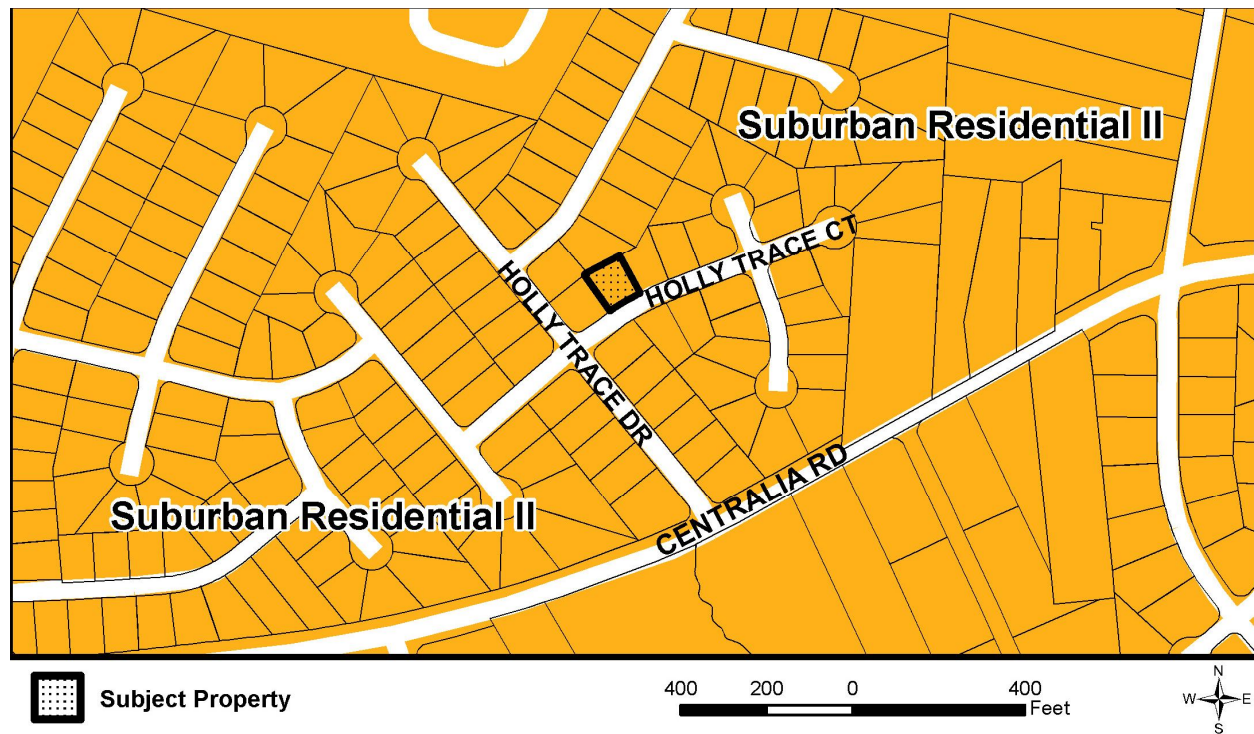 Suburban Residential II
HOLLY TRACE CT
HOLLY TRACE DR
CENTRALIA RD
Suburban Residential II
Subject Property
400 200 0 400
Feet
N
W E
S